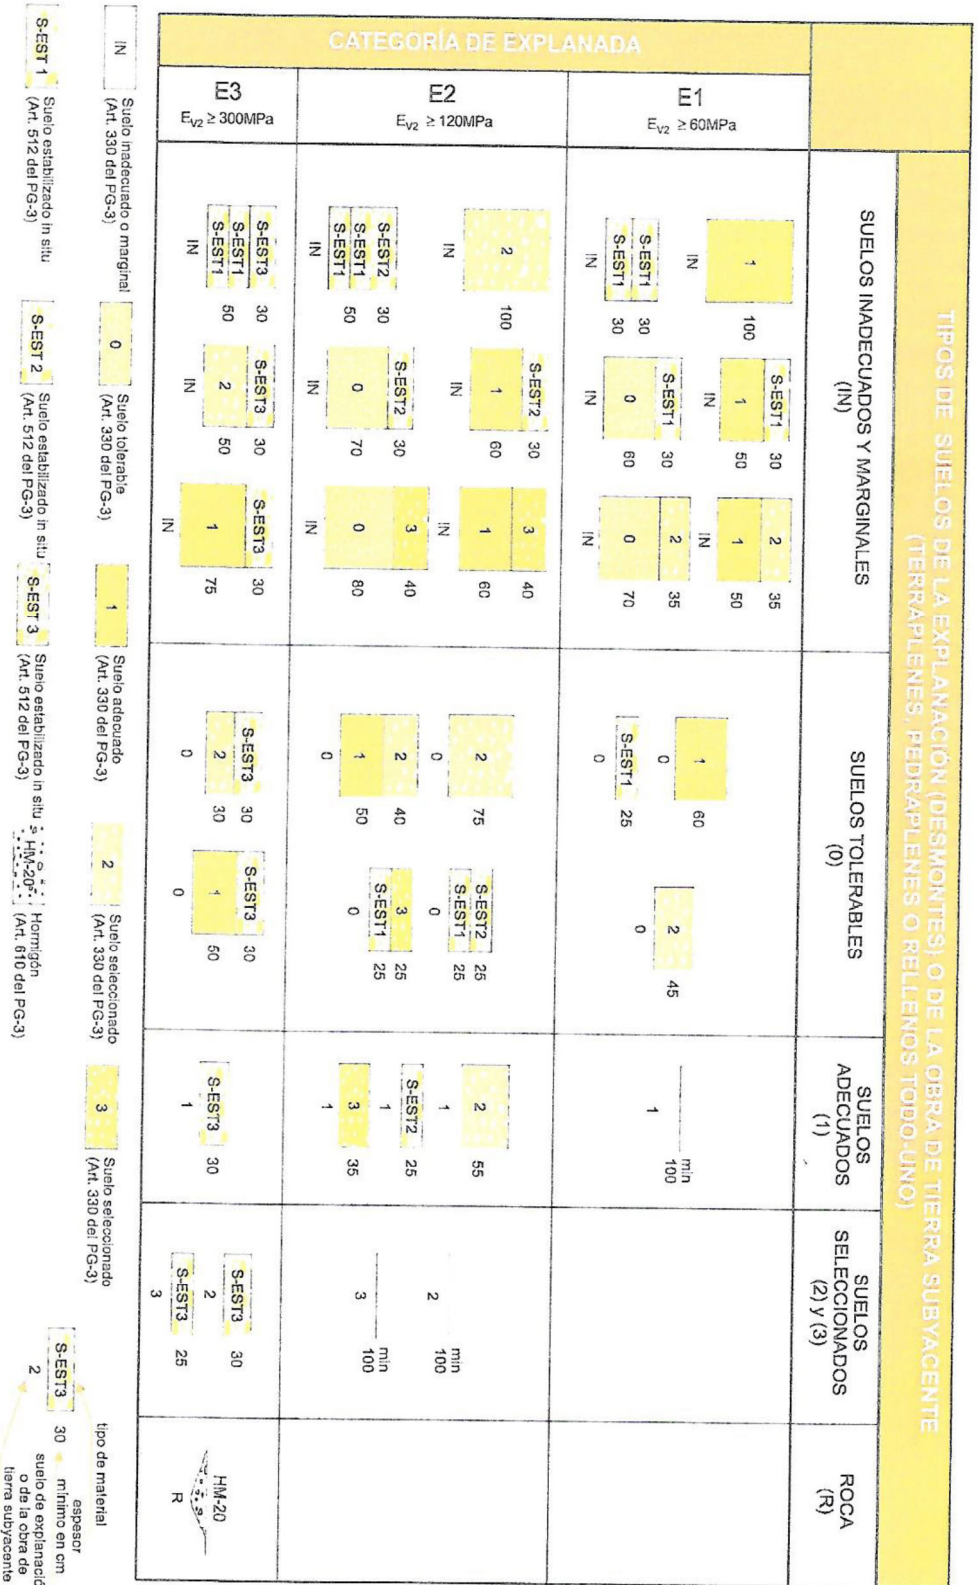 TIPOS DE SUELOS DE LA EXPLANACIÓN (DESMONTES) O DE LA OBRA DE TIERRA SUBYACENTE
(TERRAPLENES, PEDRAPLENES O RELLENOS TODO-UNO)
SUELOS INADECUADOS Y MARGINALES
(IN)
SUELOS TOLERABLES
(0)
SUELOS
ADECUADOS
(1)
SUELOS
SELECCIONADOS
(2) y (3)
ROCA
(R)
CATEGORÍA DE EXPLANADA
E1
EV2 ≥ 60MPa
1 100
IN
S-EST1 30
1 50
IN
2 35
1 50
IN
S-EST1 30
S-EST1 30
IN
S-EST1 30
0 60
IN
2 35
0 70
IN
1 60
0
2 45
0
S-EST1 25
0
min
100
1
E2
EV2 ≥ 120MPa
2 100
IN
S-EST2 30
1 60
IN
3 40
1 60
IN
S-EST2 30
S-EST1
S-EST1 50
IN
S-EST2 30
0 70
IN
3 40
0 80
IN
2 75
0
S-EST2 25
S-EST1 25
0
2 40
1 50
0
3 25
S-EST1 25
0
2 55
1
S-EST2 25
1
3 35
1
min
100
2
min
100
3
E3
EV2 ≥ 300MPa
S-EST3 30
S-EST1
S-EST1 50
IN
S-EST3 30
2 50
IN
S-EST3 30
1 75
IN
S-EST3 30
2 30
0
S-EST3 30
1 50
0
S-EST3 30
1
S-EST3 30
2
S-EST3 25
3
HM-20
R
IN Suelo inadecuado o marginal
(Art. 330 del PG-3)
0 Suelo tolerable
(Art. 330 del PG-3)
1 Suelo adecuado
(Art. 330 del PG-3)
2 Suelo seleccionado
(Art. 330 del PG-3)
3 Suelo seleccionado
(Art. 330 del PG-3)
S-EST 1 Suelo estabilizado in situ
(Art. 512 del PG-3)
S-EST 2 Suelo estabilizado in situ
(Art. 512 del PG-3)
S-EST 3 Suelo estabilizado in situ
(Art. 512 del PG-3)
HM-20 Hormigón
(Art. 610 del PG-3)
tipo de material
S-EST3 30 espesor
mínimo en cm
2 suelo de explanació
o de la obra de
tierra subyacente